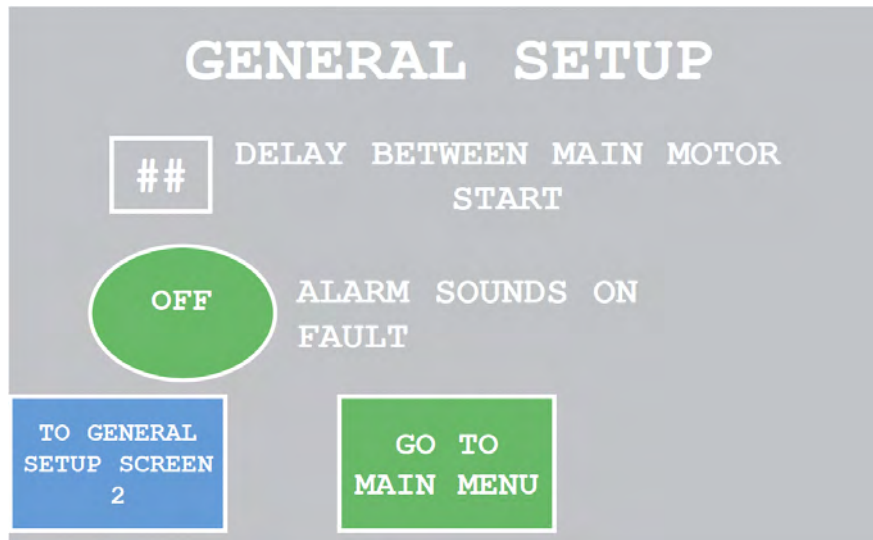 GENERAL SETUP
##
DELAY BETWEEN MAIN MOTOR
START
OFF
ALARM SOUNDS ON
FAULT
TO GENERAL
SETUP SCREEN
2
GO TO
MAIN MENU